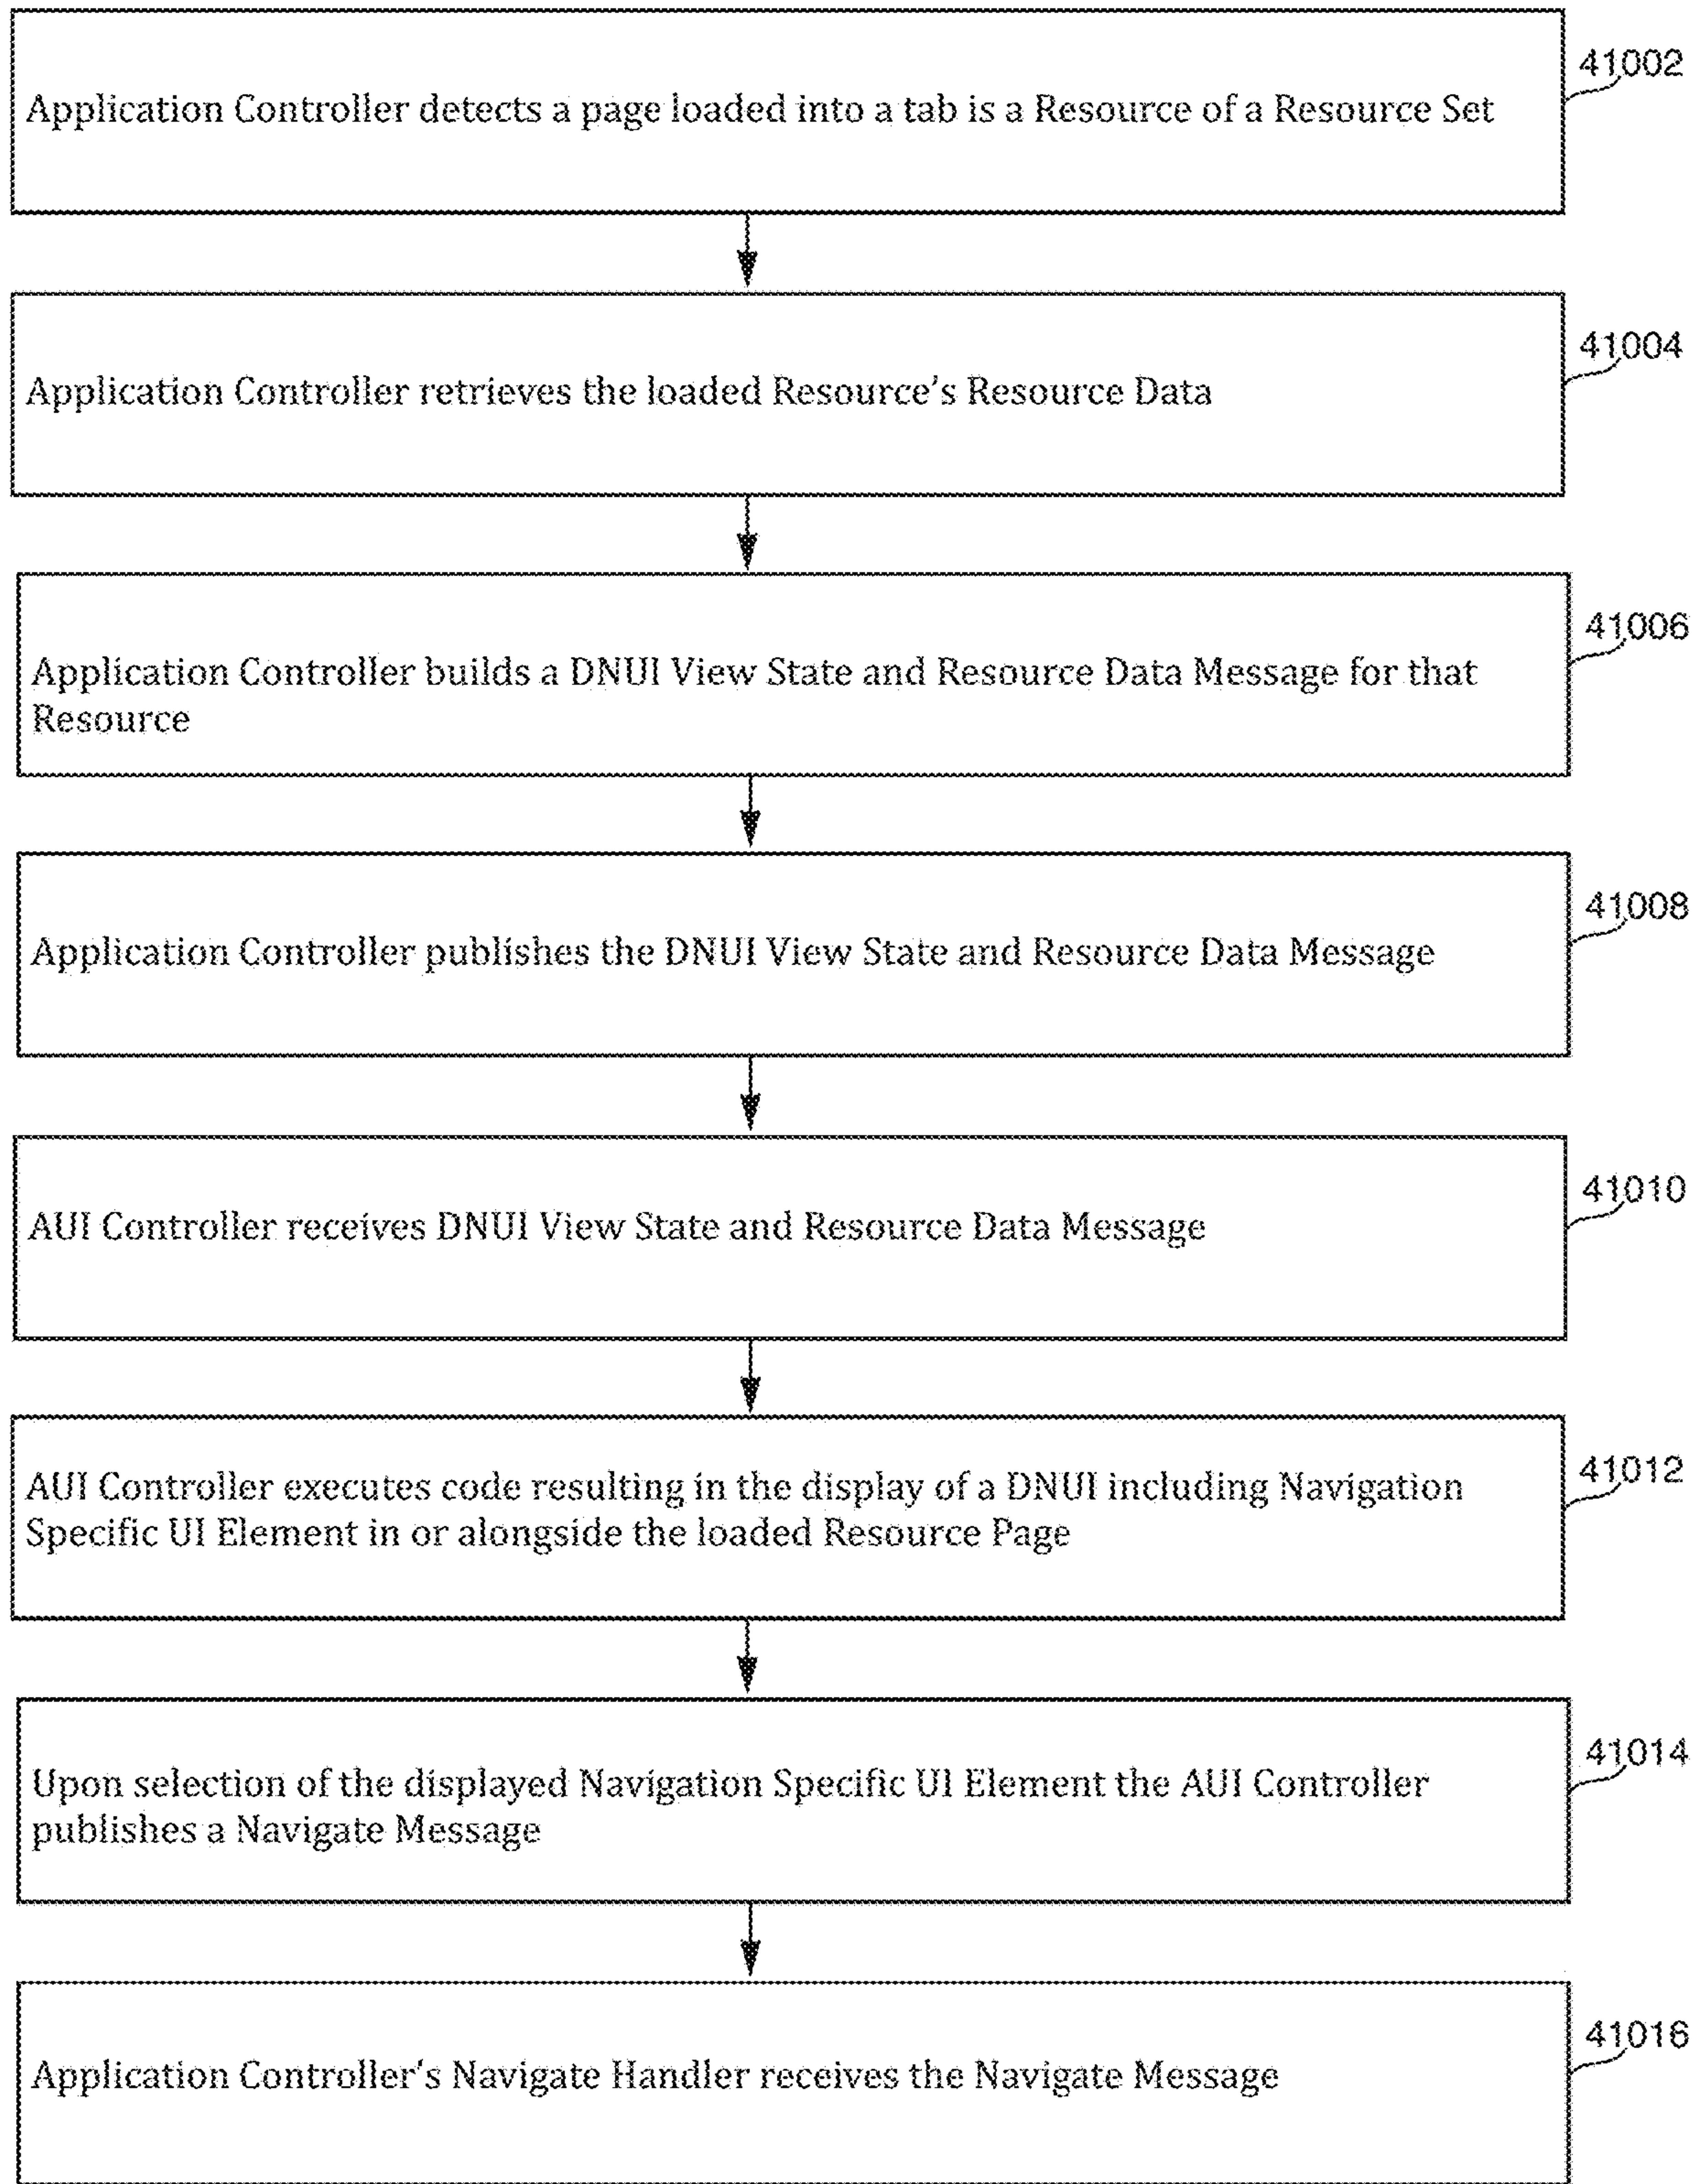 41002
Application Controller detects a page loaded into a tab is a Resource of a Resource Set
41004
Application Controller retrieves the loaded Resource's Resource Data
41006
Application Controller builds a DNUI View State and Resource Data Message for that
Resource
41008
Application Controller publishes the DNUI View State and Resource Data Message
41010
AUI Controller receives DNUI View State and Resource Data Message
41012
AUI Controller executes code resulting in the display of a DNUI including Navigation
Specific UI Element in or alongside the loaded Resource Page
41014
Upon selection of the displayed Navigation Specific UI Element the AUI Controller
publishes a Navigate Message
41016
Application Controller's Navigate Handler receives the Navigate Message